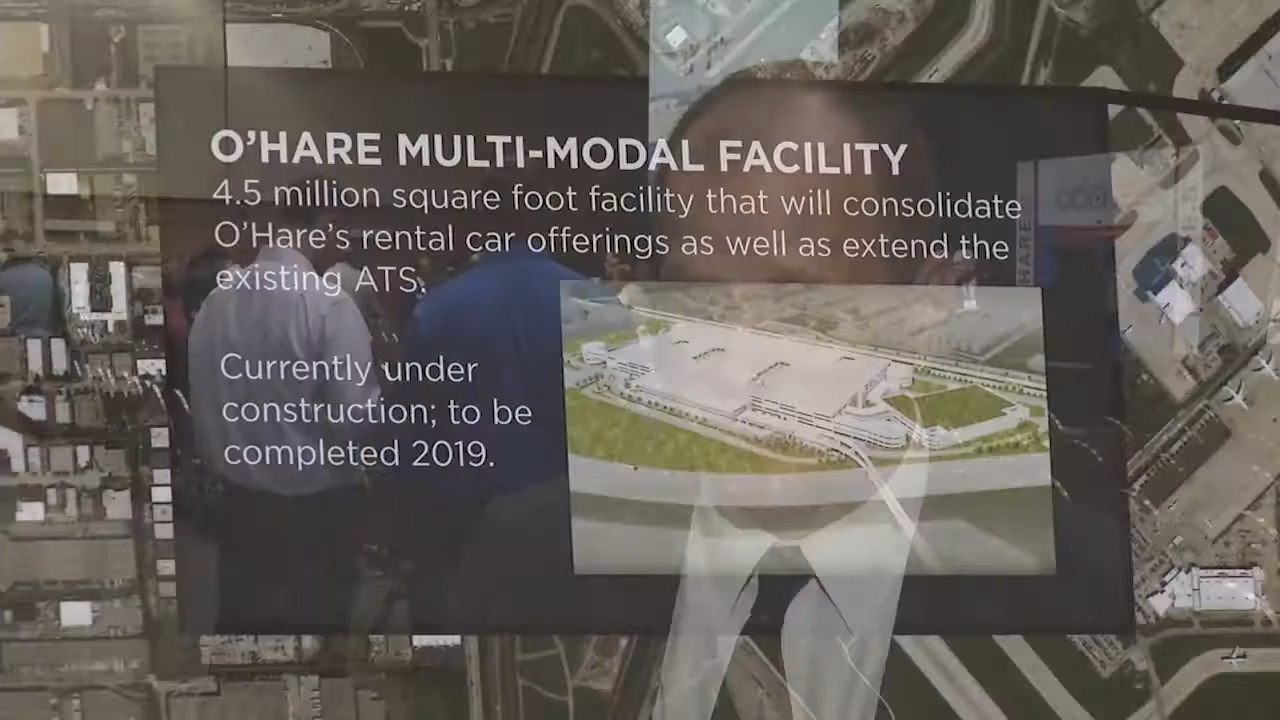 O'HARE MULTI-MODAL FACILITY
4.5 million square foot facility that will consolidate
O'Hare's rental car offerings as well as extend the
existing ATS.
Currently under
construction; to be
completed 2019.
HARE